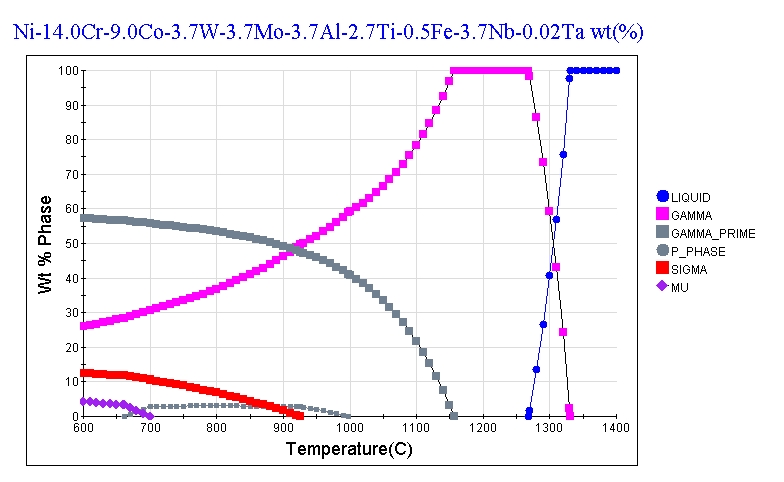 Ni-14.0Cr-9.0Co-3.7W-3.7Mo-3.7Al-2.7Ti-0.5Fe-3.7Nb-0.02Ta wt(%)
100
90
80
70
60
50
40
30
20
10
0
Wt % Phase
600 700 800 900 1000 1100 1200 1300 1400
Temperature(C)
LIQUID
GAMMA
GAMMA_PRIME
P_PHASE
SIGMA
MU